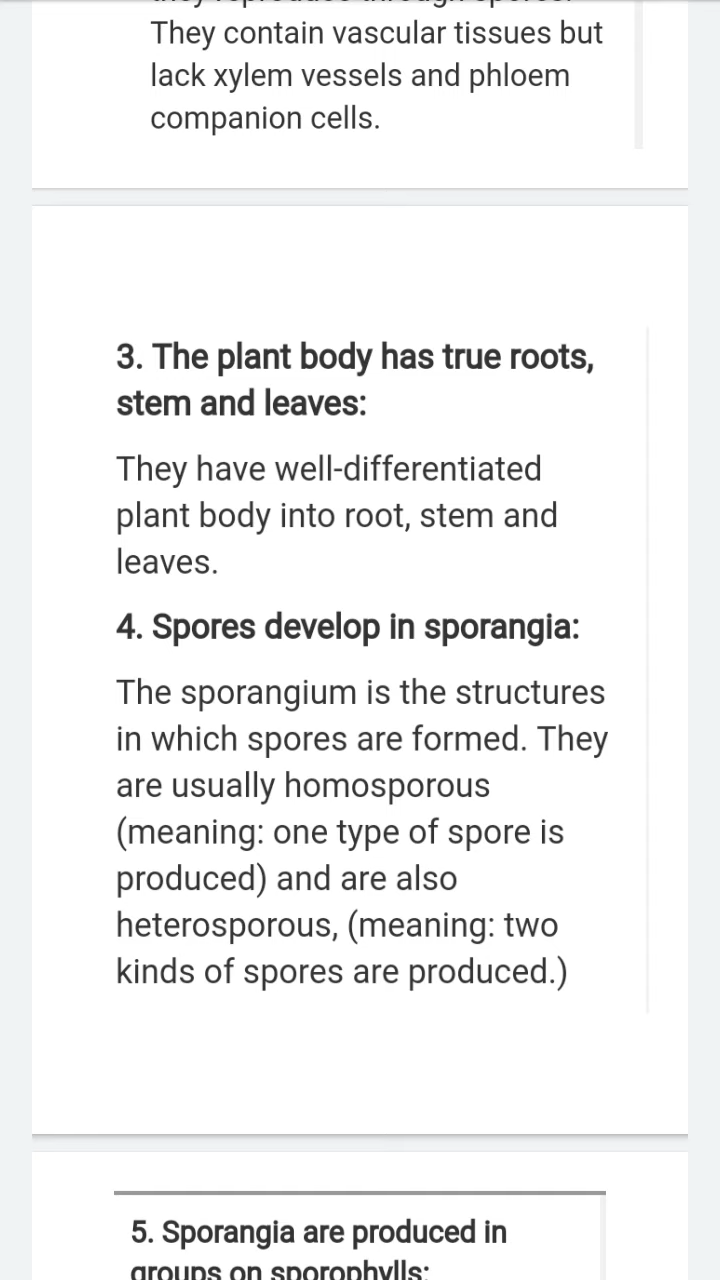 They contain vascular tissues but
lack xylem vessels and phloem
companion cells.
3. The plant body has true roots,
stem and leaves:
They have well-differentiated
plant body into root, stem and
leaves.
4. Spores develop in sporangia:
The sporangium is the structures
in which spores are formed. They
are usually homosporous
(meaning: one type of spore is
produced) and are also
heterosporous, (meaning: two
kinds of spores are produced.)
5. Sporangia are produced in
groups on sporophylls: